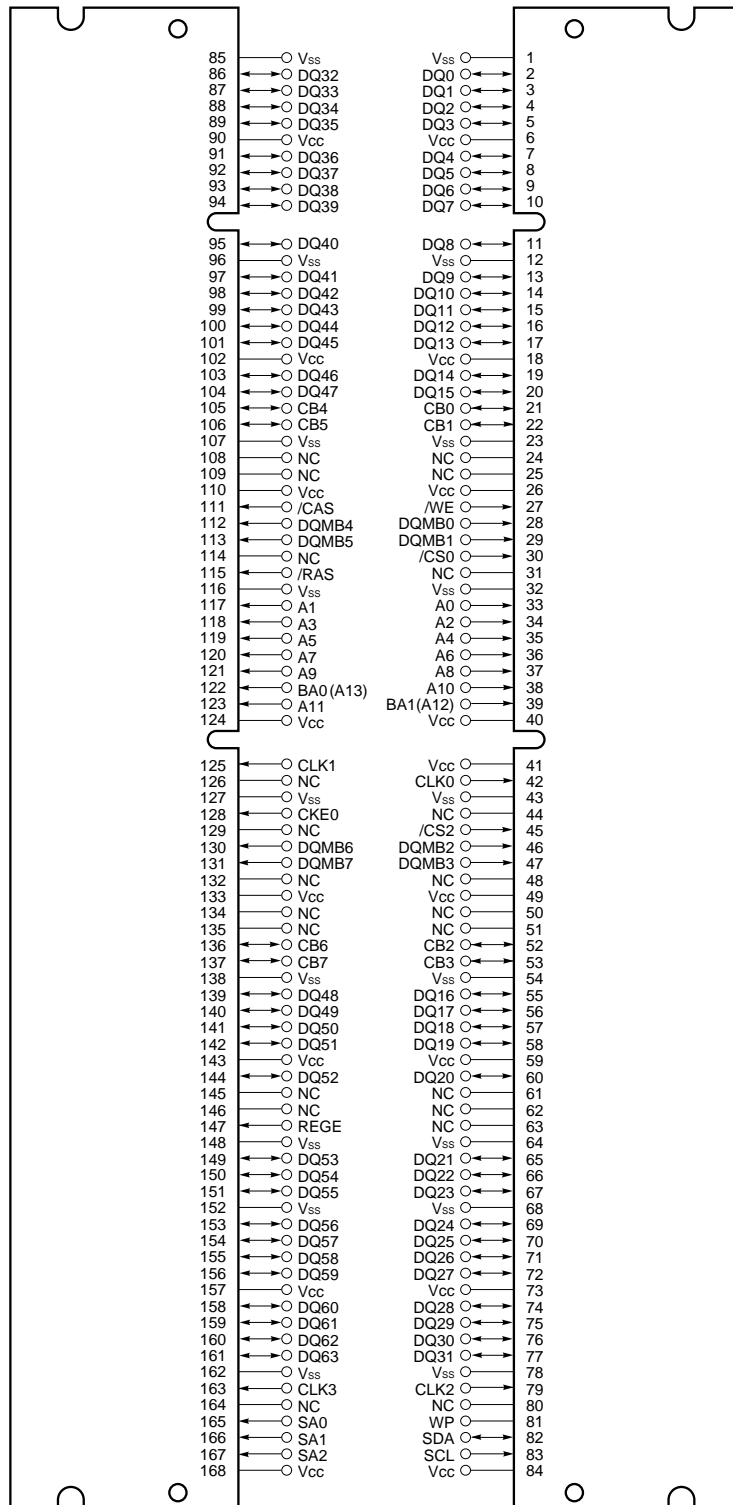 85 Vss Vss 1
86 DQ32 DQ0 2
87 DQ33 DQ1 3
88 DQ34 DQ2 4
89 DQ35 DQ3 5
90 Vcc Vcc 6
91 DQ36 DQ4 7
92 DQ37 DQ5 8
93 DQ38 DQ6 9
94 DQ39 DQ7 10
95 DQ40 DQ8 11
96 Vss Vss 12
97 DQ41 DQ9 13
98 DQ42 DQ10 14
99 DQ43 DQ11 15
100 DQ44 DQ12 16
101 DQ45 DQ13 17
102 Vcc Vcc 18
103 DQ46 DQ14 19
104 DQ47 DQ15 20
105 CB4 CB0 21
106 CB5 CB1 22
107 Vss Vss 23
108 NC NC 24
109 NC NC 25
110 Vcc Vcc 26
111 /CAS /WE 27
112 DQMB4 DQMB0 28
113 DQMB5 DQMB1 29
114 NC /CS0 30
115 /RAS NC 31
116 Vss Vss 32
117 A1 A0 33
118 A3 A2 34
119 A5 A4 35
120 A7 A6 36
121 A9 A8 37
122 BA0 (A13) A10 38
123 A11 BA1(A12) 39
124 Vcc Vcc 40
125 CLK1 Vcc 41
126 NC CLK0 42
127 Vss Vss 43
128 CKE0 NC 44
129 NC /CS2 45
130 DQMB6 DQMB2 46
131 DQMB7 DQMB3 47
132 NC NC 48
133 Vcc Vcc 49
134 NC NC 50
135 NC NC 51
136 CB6 CB2 52
137 CB7 CB3 53
138 Vss Vss 54
139 DQ48 DQ16 55
140 DQ49 DQ17 56
141 DQ50 DQ18 57
142 DQ51 DQ19 58
143 Vcc Vcc 59
144 DQ52 DQ20 60
145 NC NC 61
146 NC NC 62
147 REGE NC 63
148 Vss Vss 64
149 DQ53 DQ21 65
150 DQ54 DQ22 66
151 DQ55 DQ23 67
152 Vss Vss 68
153 DQ56 DQ24 69
154 DQ57 DQ25 70
155 DQ58 DQ26 71
156 DQ59 DQ27 72
157 Vcc Vcc 73
158 DQ60 DQ28 74
159 DQ61 DQ29 75
160 DQ62 DQ30 76
161 DQ63 DQ31 77
162 Vss Vss 78
163 CLK3 CLK2 79
164 NC NC 80
165 SA0 WP 81
166 SA1 SDA 82
167 SA2 SCL 83
168 Vcc Vcc 84